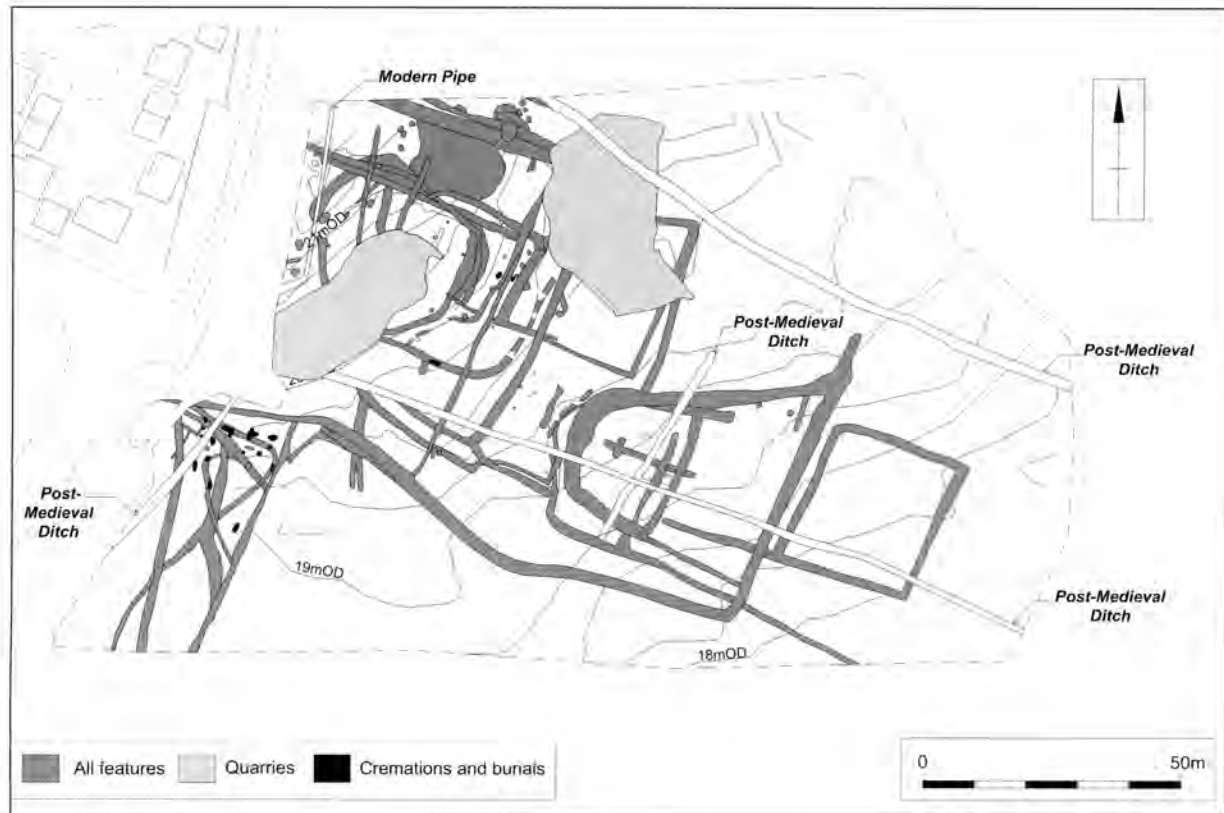 Modern Pipe
21mOD
Post-Medieval
Ditch
Post-Medieval
Ditch
Post-
Medieval
Ditch
19mOD
Post-Medieval
Ditch
18mOD
All features
Quarries
Cremations and burials
0
50m